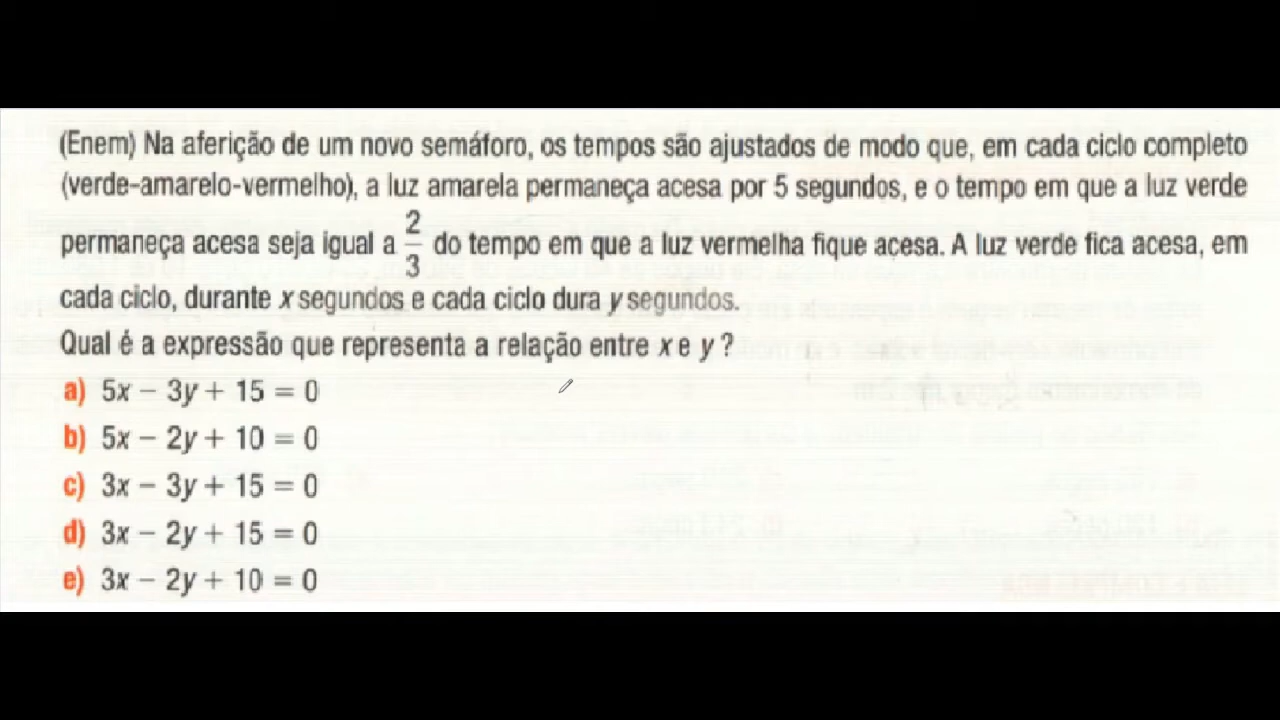 (Enem) Na aferição de um novo semáforo, os tempos são ajustados de modo que, em cada ciclo completo
(verde-amarelo-vermelho), a luz amarela permaneça acesa por 5 segundos, e o tempo em que a luz verde
permaneça acesa seja igual a 2/3 do tempo em que a luz vermelha fique acesa. A luz verde fica acesa, em
cada ciclo, durante x segundos e cada ciclo dura y segundos.
Qual é a expressão que representa a relação entre x e y?
a) 5x − 3y + 15 = 0
b) 5x − 2y + 10 = 0
c) 3x − 3y + 15 = 0
d) 3x − 2y + 15 = 0
e) 3x − 2y + 10 = 0